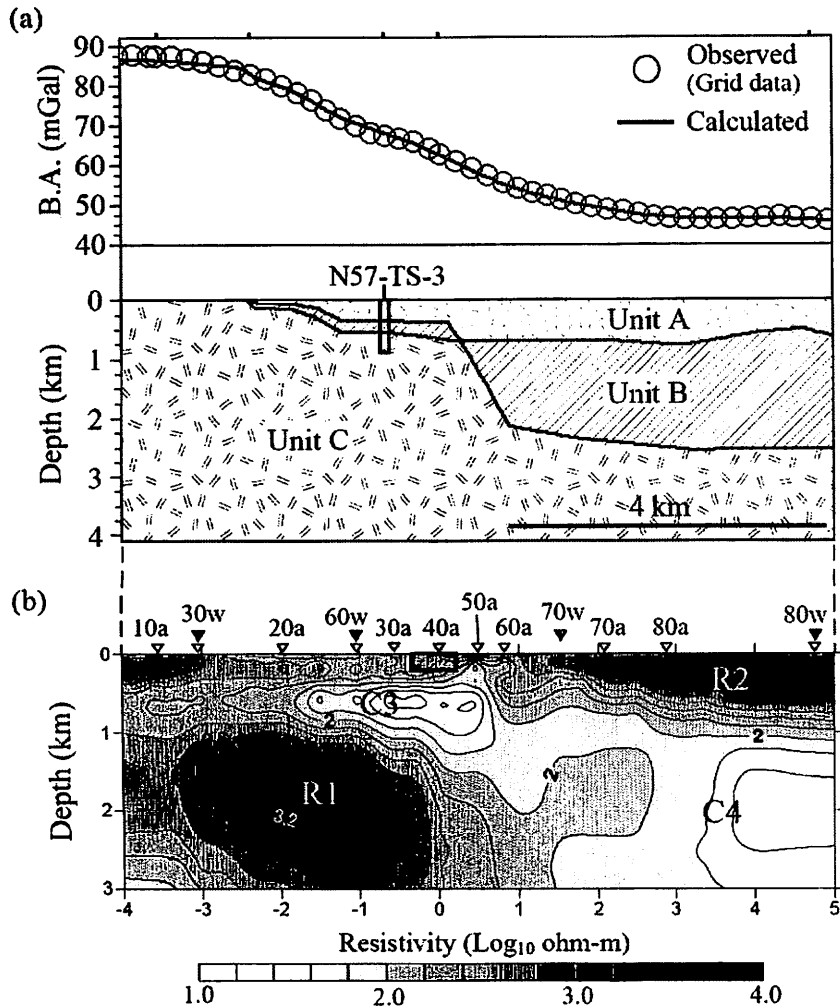 (a)
90
80
70
60
50
40
B.A. (mGal)
Observed
(Grid data)
Calculated
N57-TS-3
0
1
2
3
4
Depth (km)
Unit A
Unit B
Unit C
4 km
(b)
10a 30w 20a 60w 30a 40a 50a 60a 70w 70a 80a 80w
0
1
2
3
Depth (km)
R2
C3
2
2
2
R1
3.2
C4
-4 -3 -2 -1 0 1 2 3 4 5
Resistivity (Log10 ohm-m)
1.0 2.0 3.0 4.0